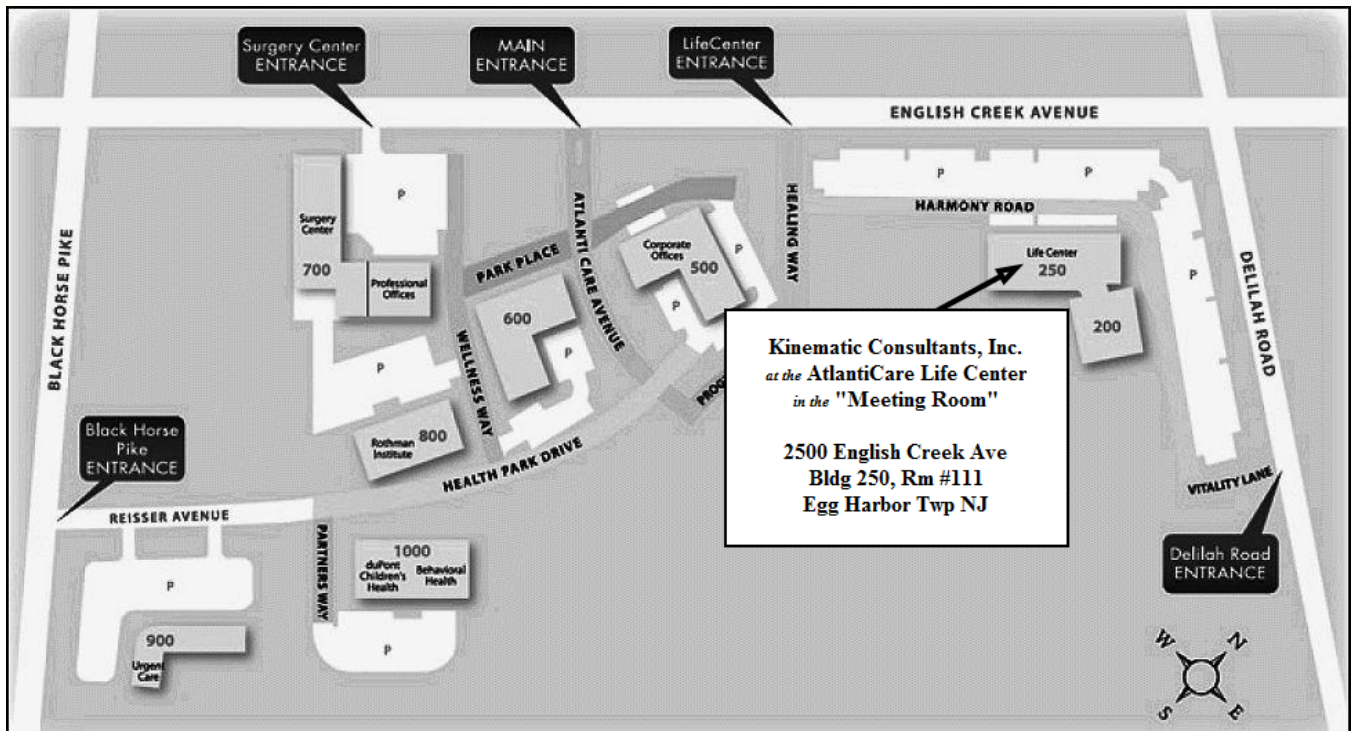 Surgery Center
ENTRANCE
MAIN
ENTRANCE
LifeCenter
ENTRANCE
ENGLISH CREEK AVENUE
BLACK HORSE PIKE
Surgery
Center
700
Professional
Offices
P
P
WELLNESS WAY
PARK PLACE
ATLANTI CARE AVENUE
600
P
Corporate
Offices
500
P
P
HEALING WAY
P
P
HARMONY ROAD
Life Center
250
200
P
DELILAH ROAD
Kinematic Consultants, Inc.
at the AtlantiCare Life Center
in the "Meeting Room"
2500 English Creek Ave
Bldg 250, Rm #111
Egg Harbor Twp NJ
PROG
Rothman
Institute
800
HEALTH PARK DRIVE
Black Horse
Pike
ENTRANCE
REISSER AVENUE
PARTNERS WAY
1000
duPont
Children's
Health
Behavioral
Health
P
P
900
Urgent
Care
VITALITY LANE
Delilah Road
ENTRANCE
W
N
S
E